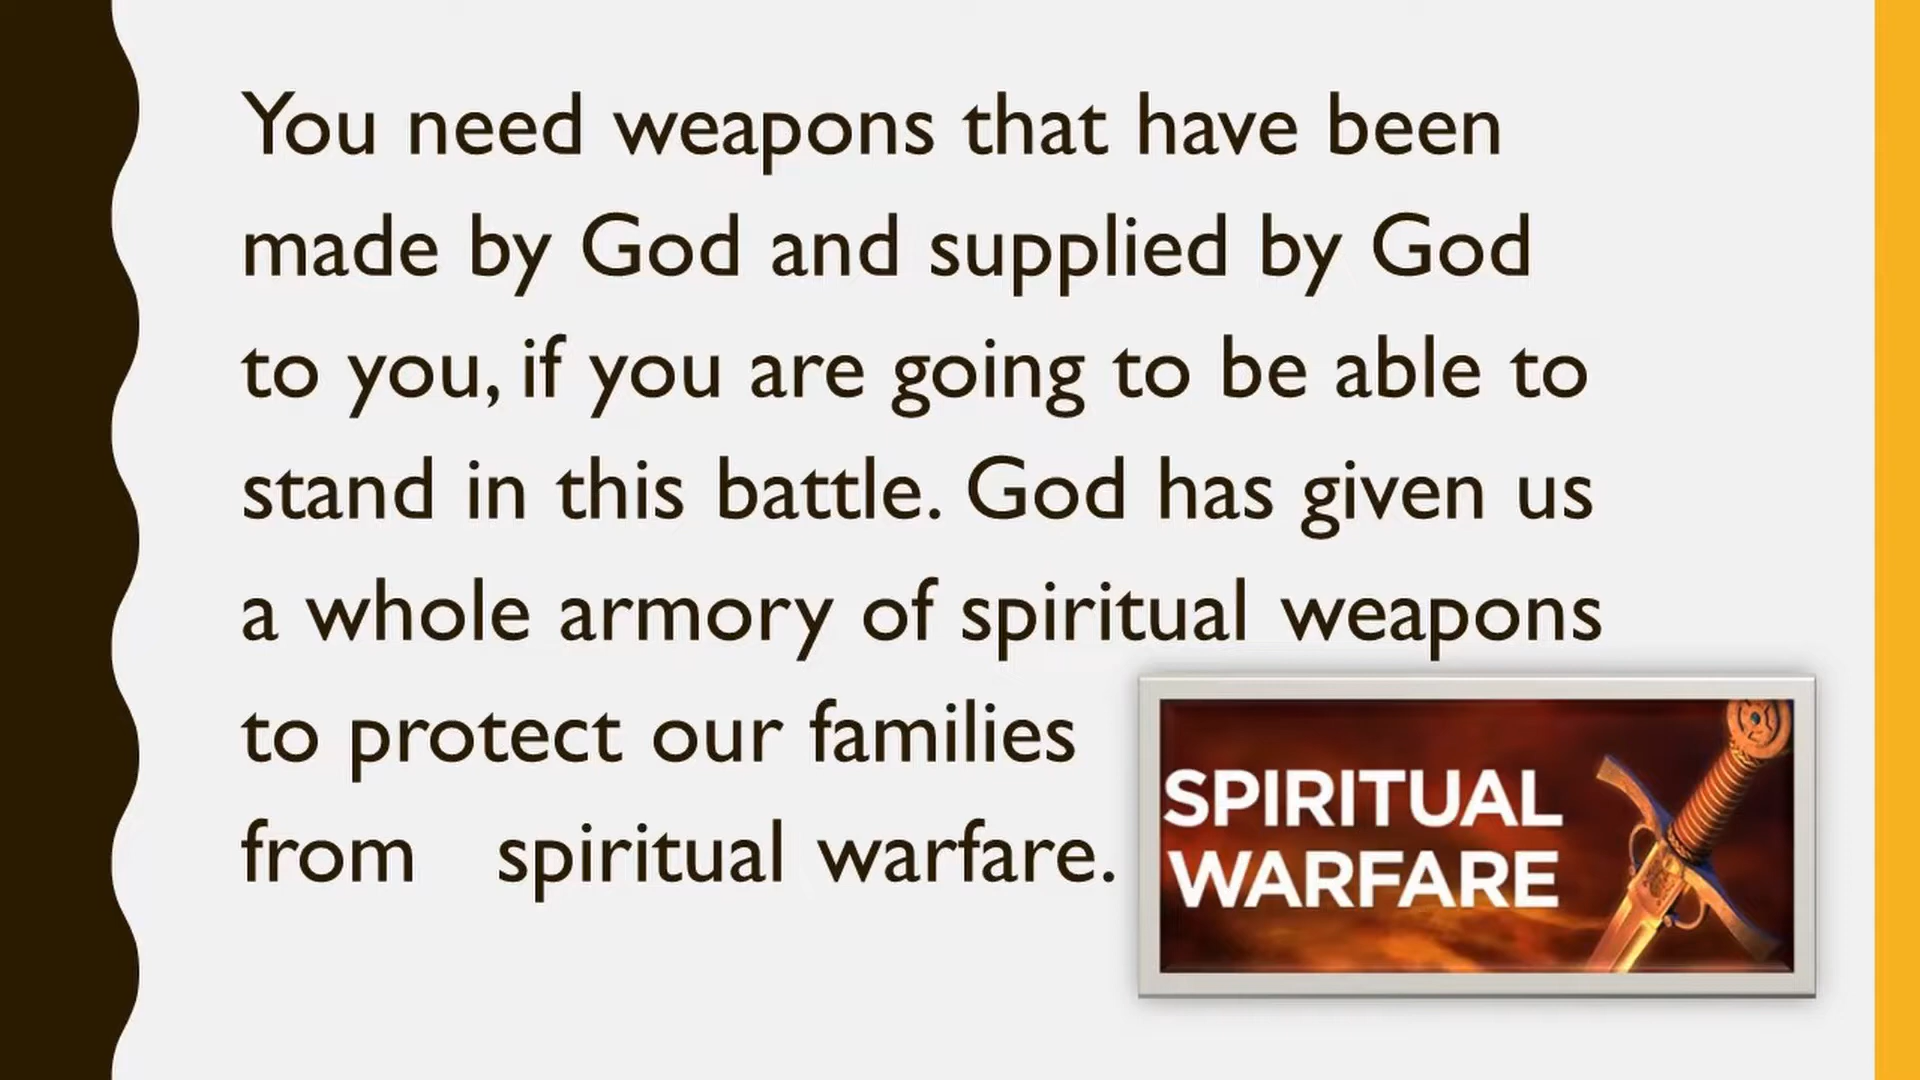 You need weapons that have been
made by God and supplied by God
to you, if you are going to be able to
stand in this battle. God has given us
a whole armory of spiritual weapons
to protect our families
from   spiritual warfare.
SPIRITUAL
WARFARE